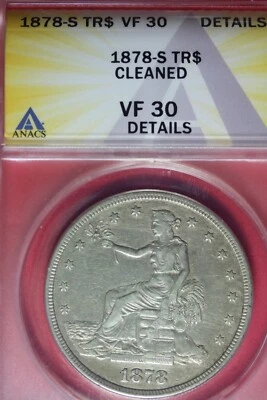 1878-S TR$ VF 30 DETAILS
1878-S TR$
CLEANED
VF 30
DETAILS
ANACS
1878